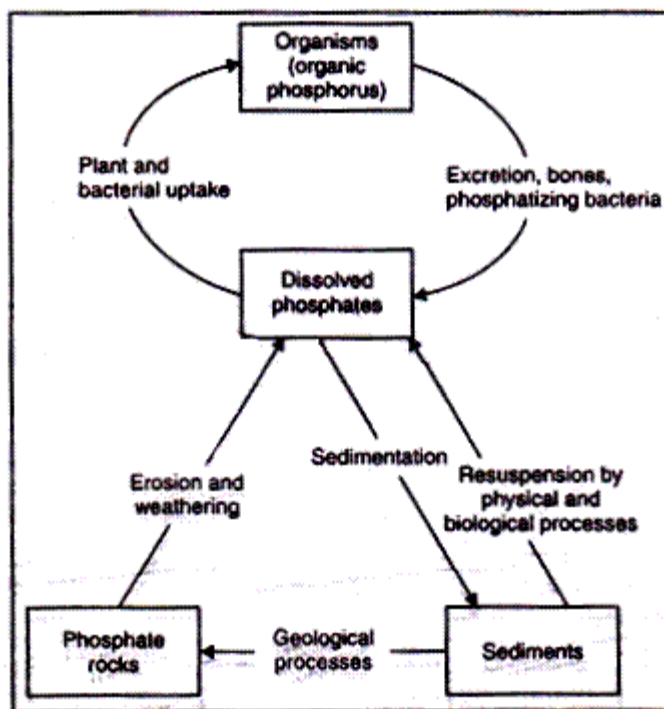 Organisms
(organic
phosphorus)
Plant and
bacterial uptake
Excretion, bones,
phosphatizing bacteria
Dissolved
phosphates
Sedimentation
Erosion and
weathering
Resuspension by
physical and
biological processes
Phosphate
rocks
Geological
processes
Sediments